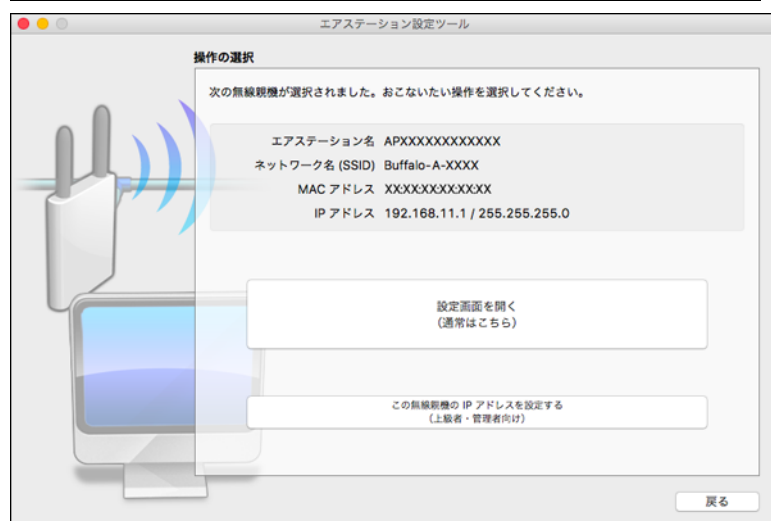 エアステーション設定ツール
操作の選択
次の無線親機が選択されました。おこないたい操作を選択してください。
エアステーション名 APXXXXXXXXXXXX
ネットワーク名 (SSID) Buffalo-A-XXXX
MAC アドレス XX:XX:XX:XX:XX:XX
IP アドレス 192.168.11.1 / 255.255.255.0
設定画面を開く
(通常はこちら)
この無線親機の IP アドレスを設定する
(上級者・管理者向け)
戻る